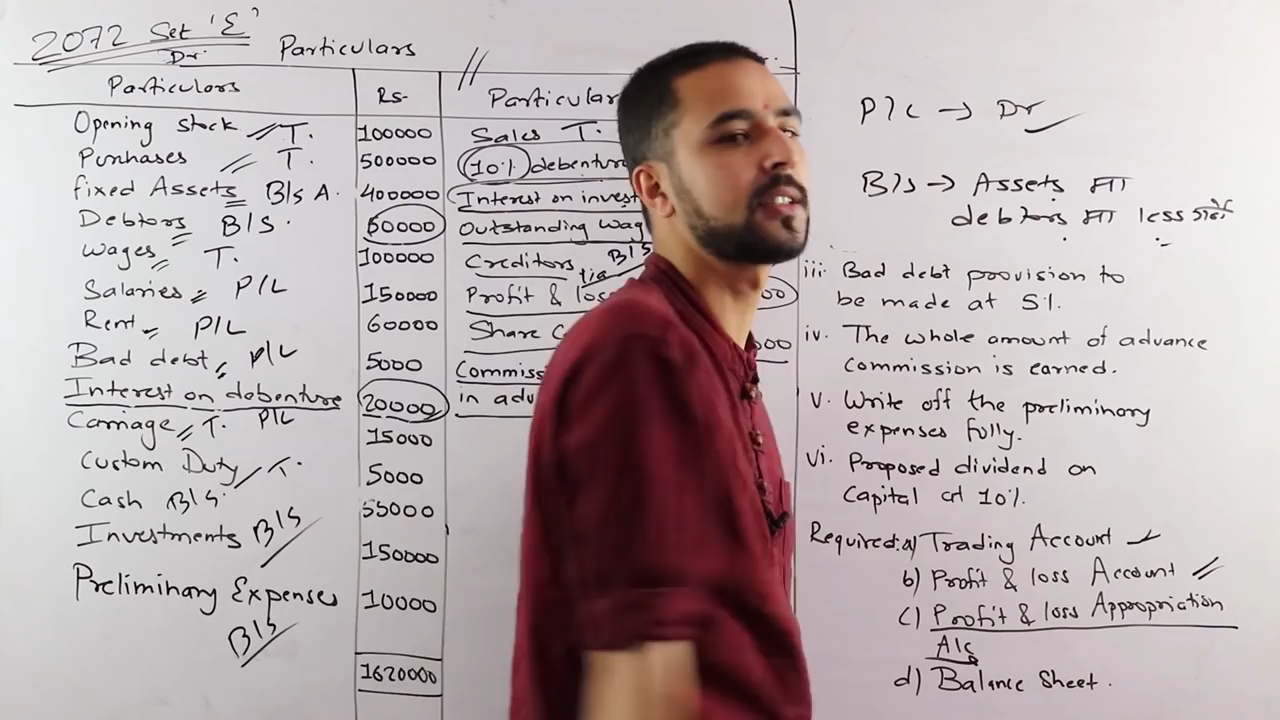 2072 Set 'E'
Dr.
Particulars
Particulars
Rs.
Particular
Opening stock T.
100000
Sales T.
Purchases T.
500000
10% debenture
fixed Assets B/s A.
400000
Interest on invest
Debtors B/S.
50000
Outstanding wag
Wages T.
100000
Creditors
lia B/S
Salaries P/L
150000
Profit & loss
00
Rent P/L
60000
Share C
000
Bad debt P/L
5000
Commiss
Interest on debenture
20000
in adv
Carriage T. P/L
15000
Custom Duty T.
5000
Cash B/S.
55000
Investments B/S
150000
Preliminary Expenses
10000
B/S
1620000
P/L → Dr
B/s → Assets मा
debtors मा less गर्ने
iii. Bad debt provision to
be made at 5%.
iv. The whole amount of advance
Commission is earned.
v. Write off the preliminary
expenses fully.
vi. Proposed dividend on
Capital at 10%.
Required: a) Trading Account
b) Profit & loss Account
c) Profit & loss Appropriation
A/c
d) Balance Sheet.